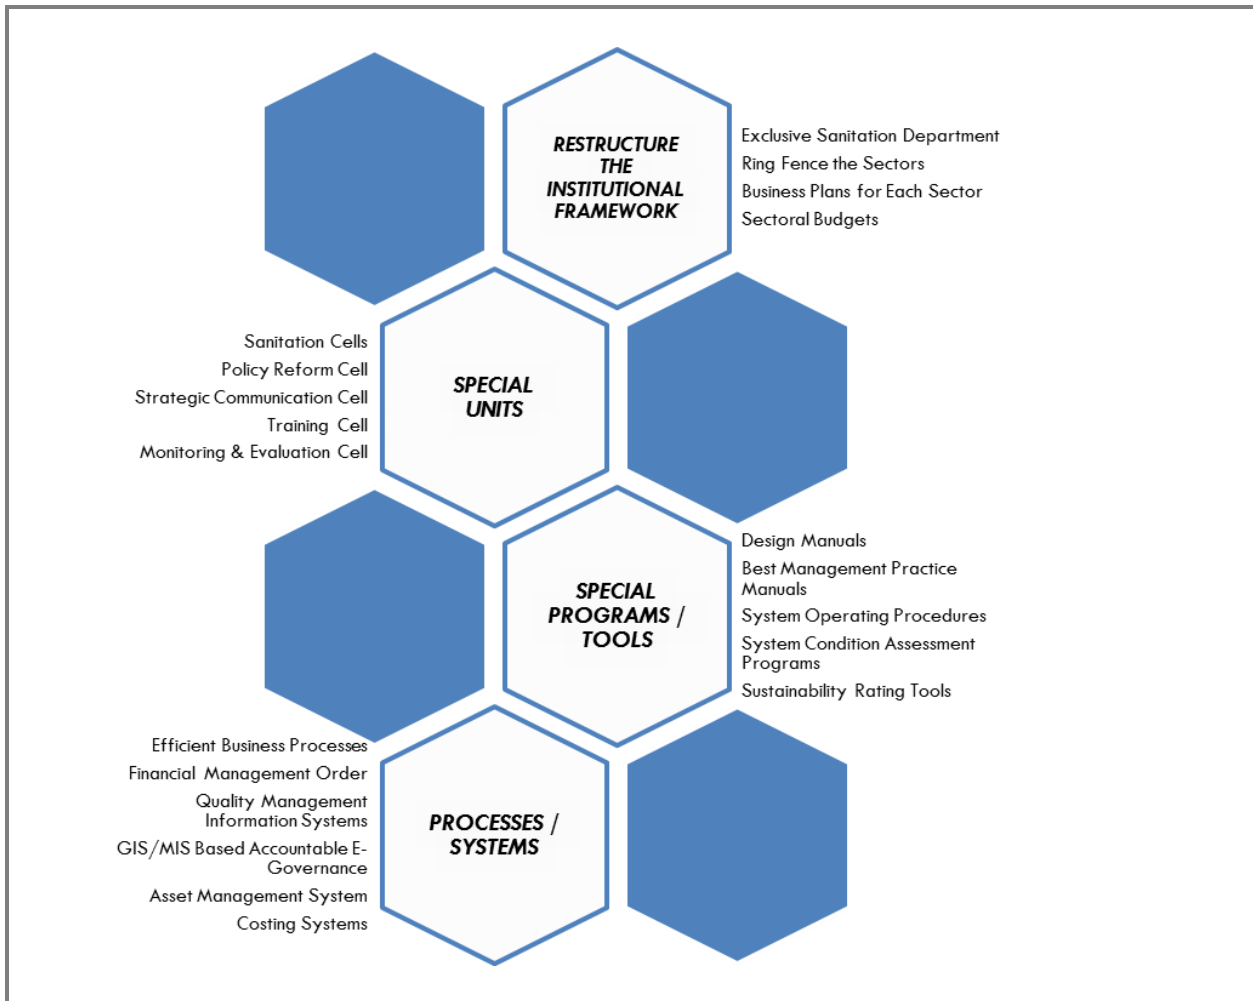 RESTRUCTURE
THE
INSTITUTIONAL
FRAMEWORK
Exclusive Sanitation Department
Ring Fence the Sectors
Business Plans for Each Sector
Sectoral Budgets
Sanitation Cells
Policy Reform Cell
Strategic Communication Cell
Training Cell
Monitoring & Evaluation Cell
SPECIAL
UNITS
SPECIAL
PROGRAMS /
TOOLS
Design Manuals
Best Management Practice
Manuals
System Operating Procedures
System Condition Assessment
Programs
Sustainability Rating Tools
Efficient Business Processes
Financial Management Order
Quality Management
Information Systems
GIS/MIS Based Accountable E-
Governance
Asset Management System
Costing Systems
PROCESSES /
SYSTEMS